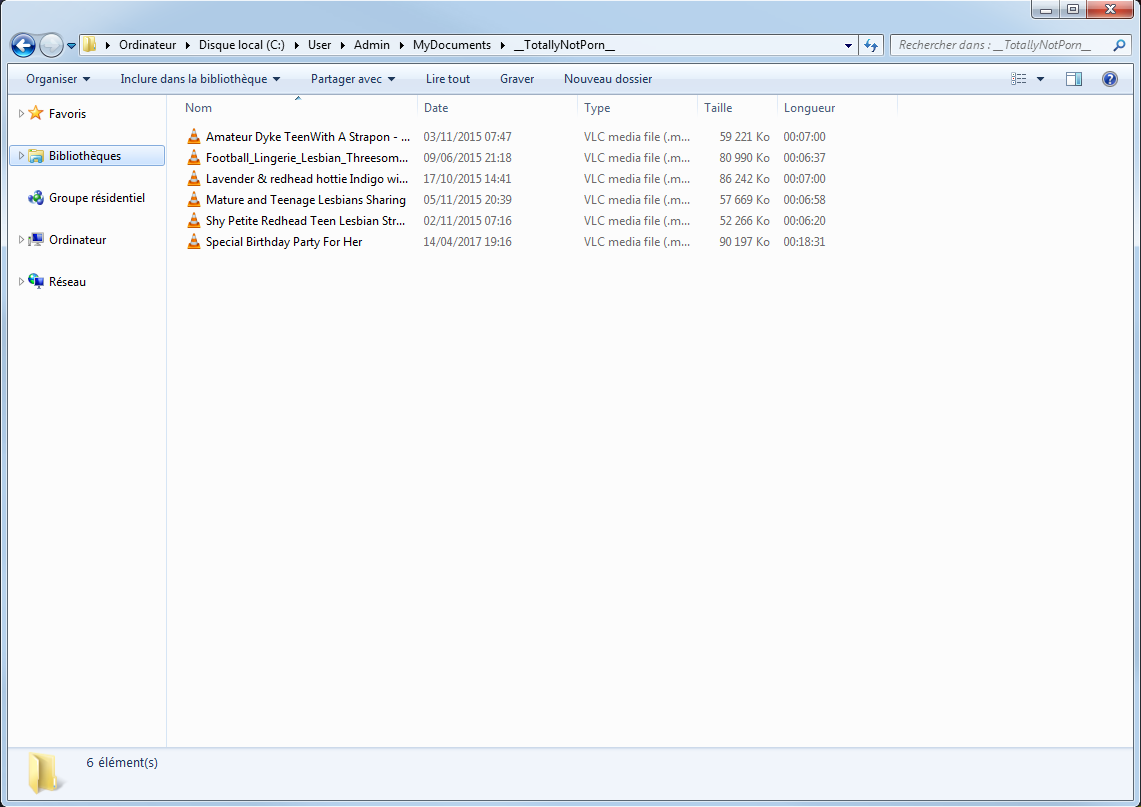 Ordinateur ▸ Disque local (C:) ▸ User ▸ Admin ▸ MyDocuments ▸ __TotallyNotPorn__
Rechercher dans : __TotallyNotPorn__
Organiser Inclure dans la bibliothèque Partager avec Lire tout Graver Nouveau dossier
Favoris
Bibliothèques
Groupe résidentiel
Ordinateur
Réseau
Nom Date Type Taille Longueur
Amateur Dyke TeenWith A Strapon - ... 03/11/2015 07:47 VLC media file (.m... 59 221 Ko 00:07:00
Football_Lingerie_Lesbian_Threesom... 09/06/2015 21:18 VLC media file (.m... 80 990 Ko 00:06:37
Lavender & redhead hottie Indigo wi... 17/10/2015 14:41 VLC media file (.m... 86 242 Ko 00:07:00
Mature and Teenage Lesbians Sharing 05/11/2015 20:39 VLC media file (.m... 57 669 Ko 00:06:58
Shy Petite Redhead Teen Lesbian Str... 02/11/2015 07:16 VLC media file (.m... 52 266 Ko 00:06:20
Special Birthday Party For Her 14/04/2017 19:16 VLC media file (.m... 90 197 Ko 00:18:31
6 élément(s)